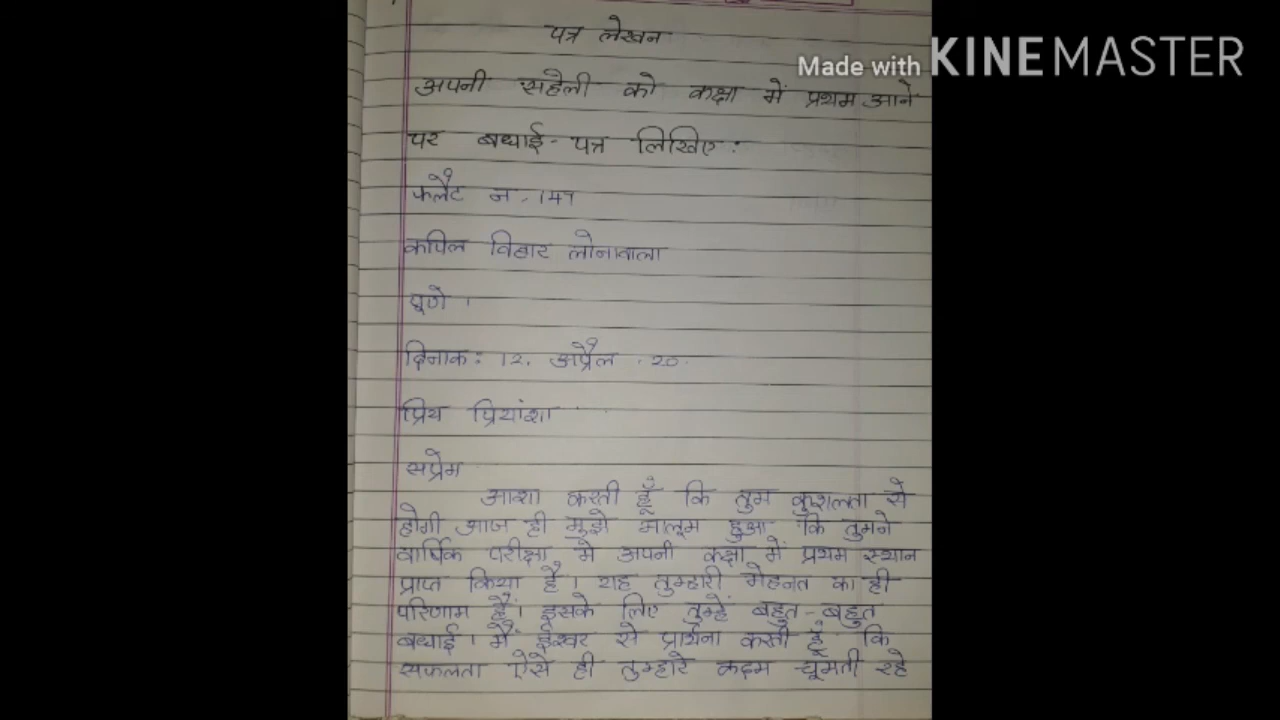 Made with KINEMASTER
पत्र लेखन
अपनी सहेली को कक्षा में प्रथम आने
पर बधाई-पत्र लिखिए:
फ्लैट न. 147
कपिल विहार लोनावाला
पूणे ।
दिनाक: 12. अप्रैल . 20.
प्रिय प्रियांशा
सप्रेम
आशा करती हूँ कि तुम कुशलता से
होगी आज ही मुझे मालूम हुआ कि तुमने
वार्षिक परीक्षा मे अपनी कक्षा में प्रथम स्थान
प्राप्त किया है। यह तुम्हारी मेहनत का ही
परिणाम हैं। इसके लिए तुम्हें बहुत-बहुत
बधाई। मैं ईश्वर से प्रार्थना करती हूँ कि
सफलता ऐसे ही तुम्हारे कदम चूमती रहे